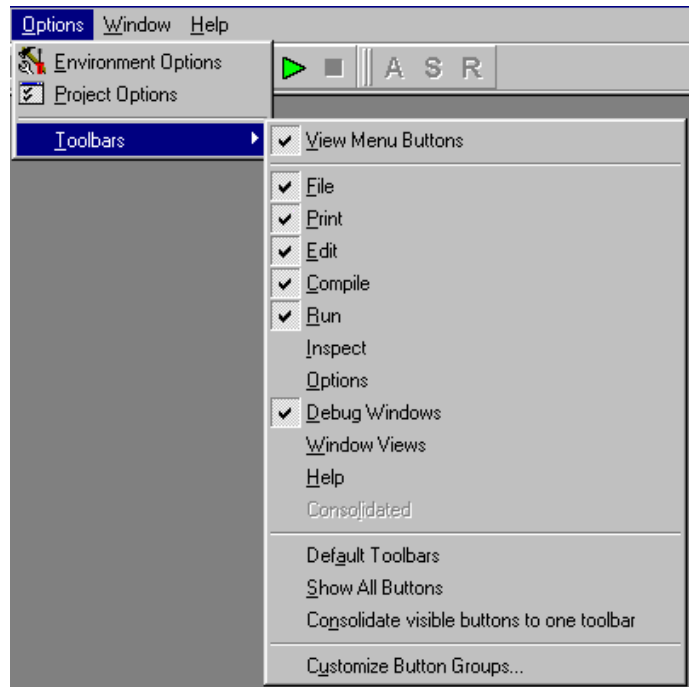 Options Window Help
Environment Options
Project Options
A S R
Toolbars
View Menu Buttons
File
Print
Edit
Compile
Run
Inspect
Options
Debug Windows
Window Views
Help
Consolidated
Default Toolbars
Show All Buttons
Consolidate visible buttons to one toolbar
Customize Button Groups...